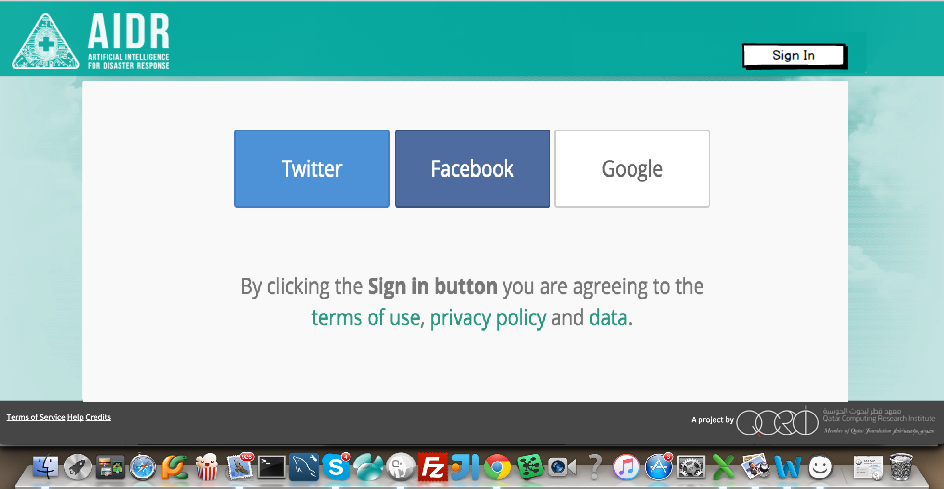 AIDR
ARTIFICIAL INTELLIGENCE
FOR DISASTER RESPONSE
Sign In
Twitter
Facebook
Google
By clicking the Sign in button you are agreeing to the
terms of use, privacy policy and data.
Terms of Service Help Credits
A project by
QCRI
معهد قطر لبحوث الحوسبة
Qatar Computing Research Institute
Member of Qatar Foundation